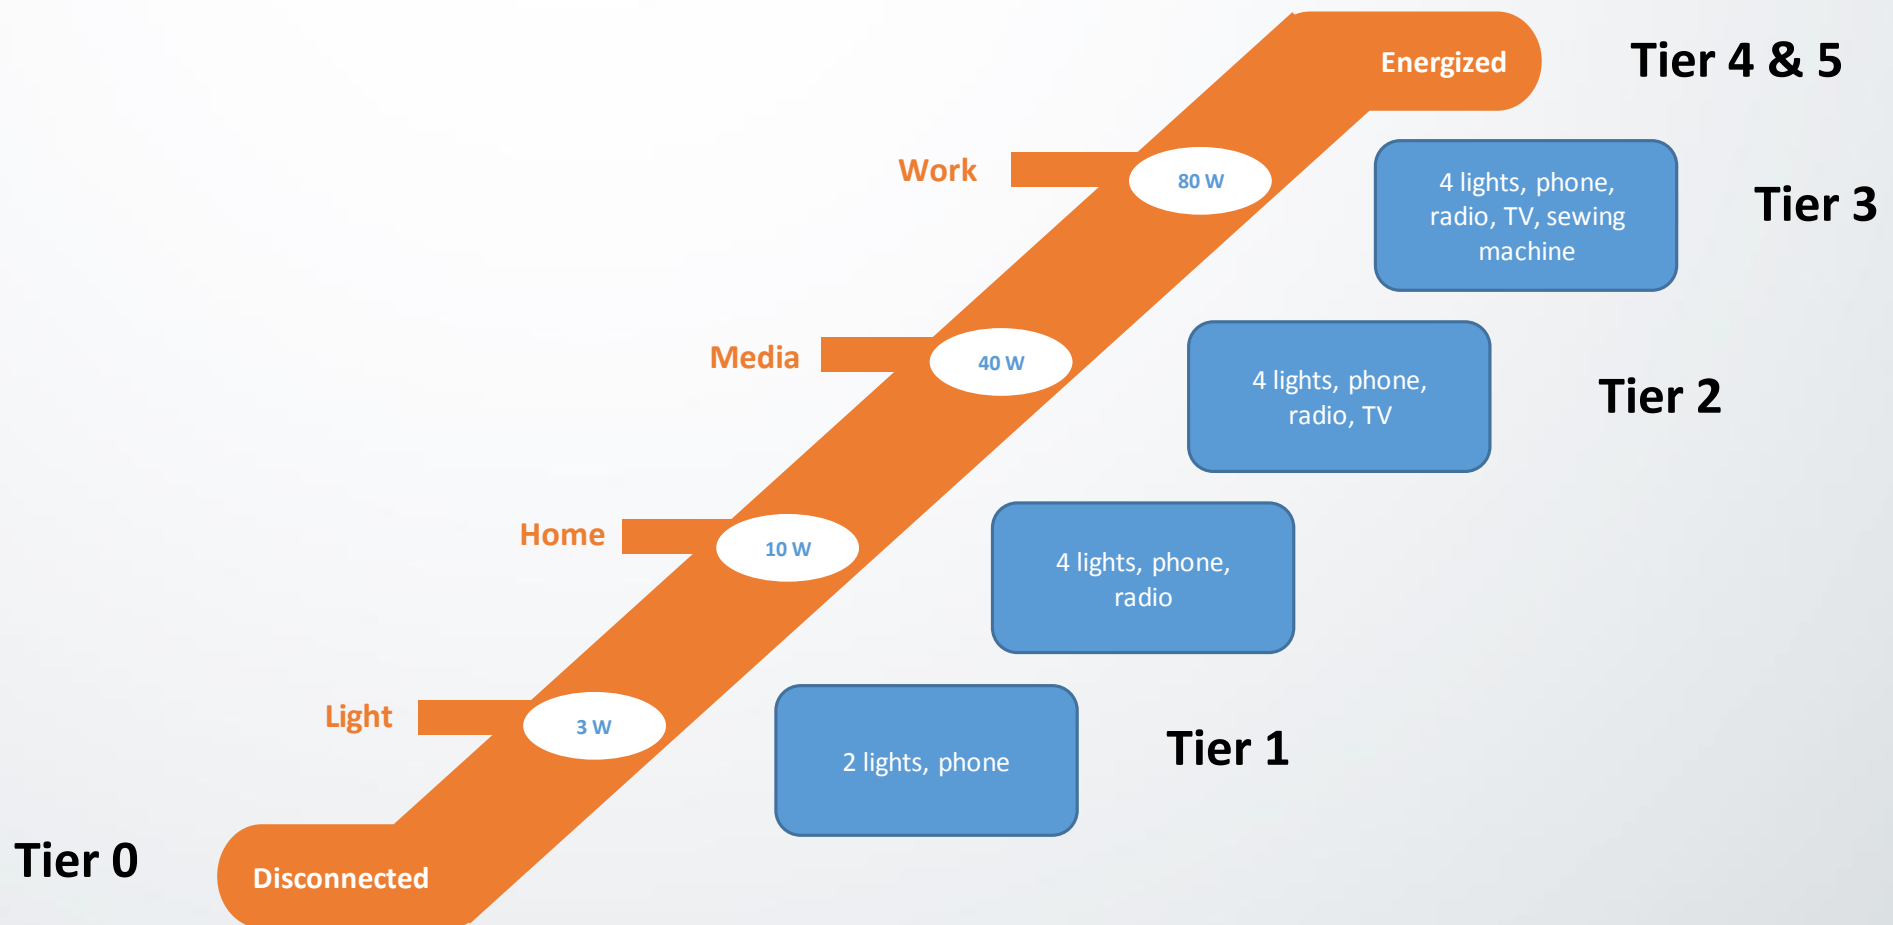 Energized
Tier 4 & 5
Work
80 W
4 lights, phone,
radio, TV, sewing
machine
Tier 3
Media
40 W
4 lights, phone,
radio, TV
Tier 2
Home
10 W
4 lights, phone,
radio
Light
3 W
2 lights, phone
Tier 1
Tier 0
Disconnected